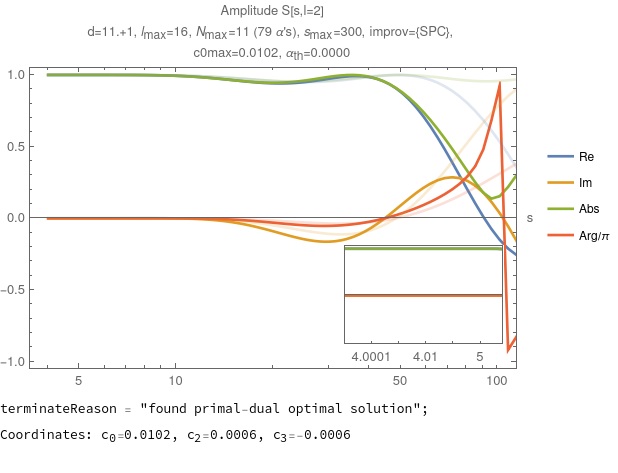 Amplitude S[s,l=2]
d=11.+1, lmax=16, Nmax=11 (79 α's), smax=300, improv={SPC},
c0max=0.0102, αth=0.0000
1.0
0.5
0.0
-0.5
-1.0
5
10
50
100
s
4.0001
4.01
5
Re
Im
Abs
Arg/π
terminateReason = "found primal-dual optimal solution";
Coordinates: c0=0.0102, c2=0.0006, c3=-0.0006